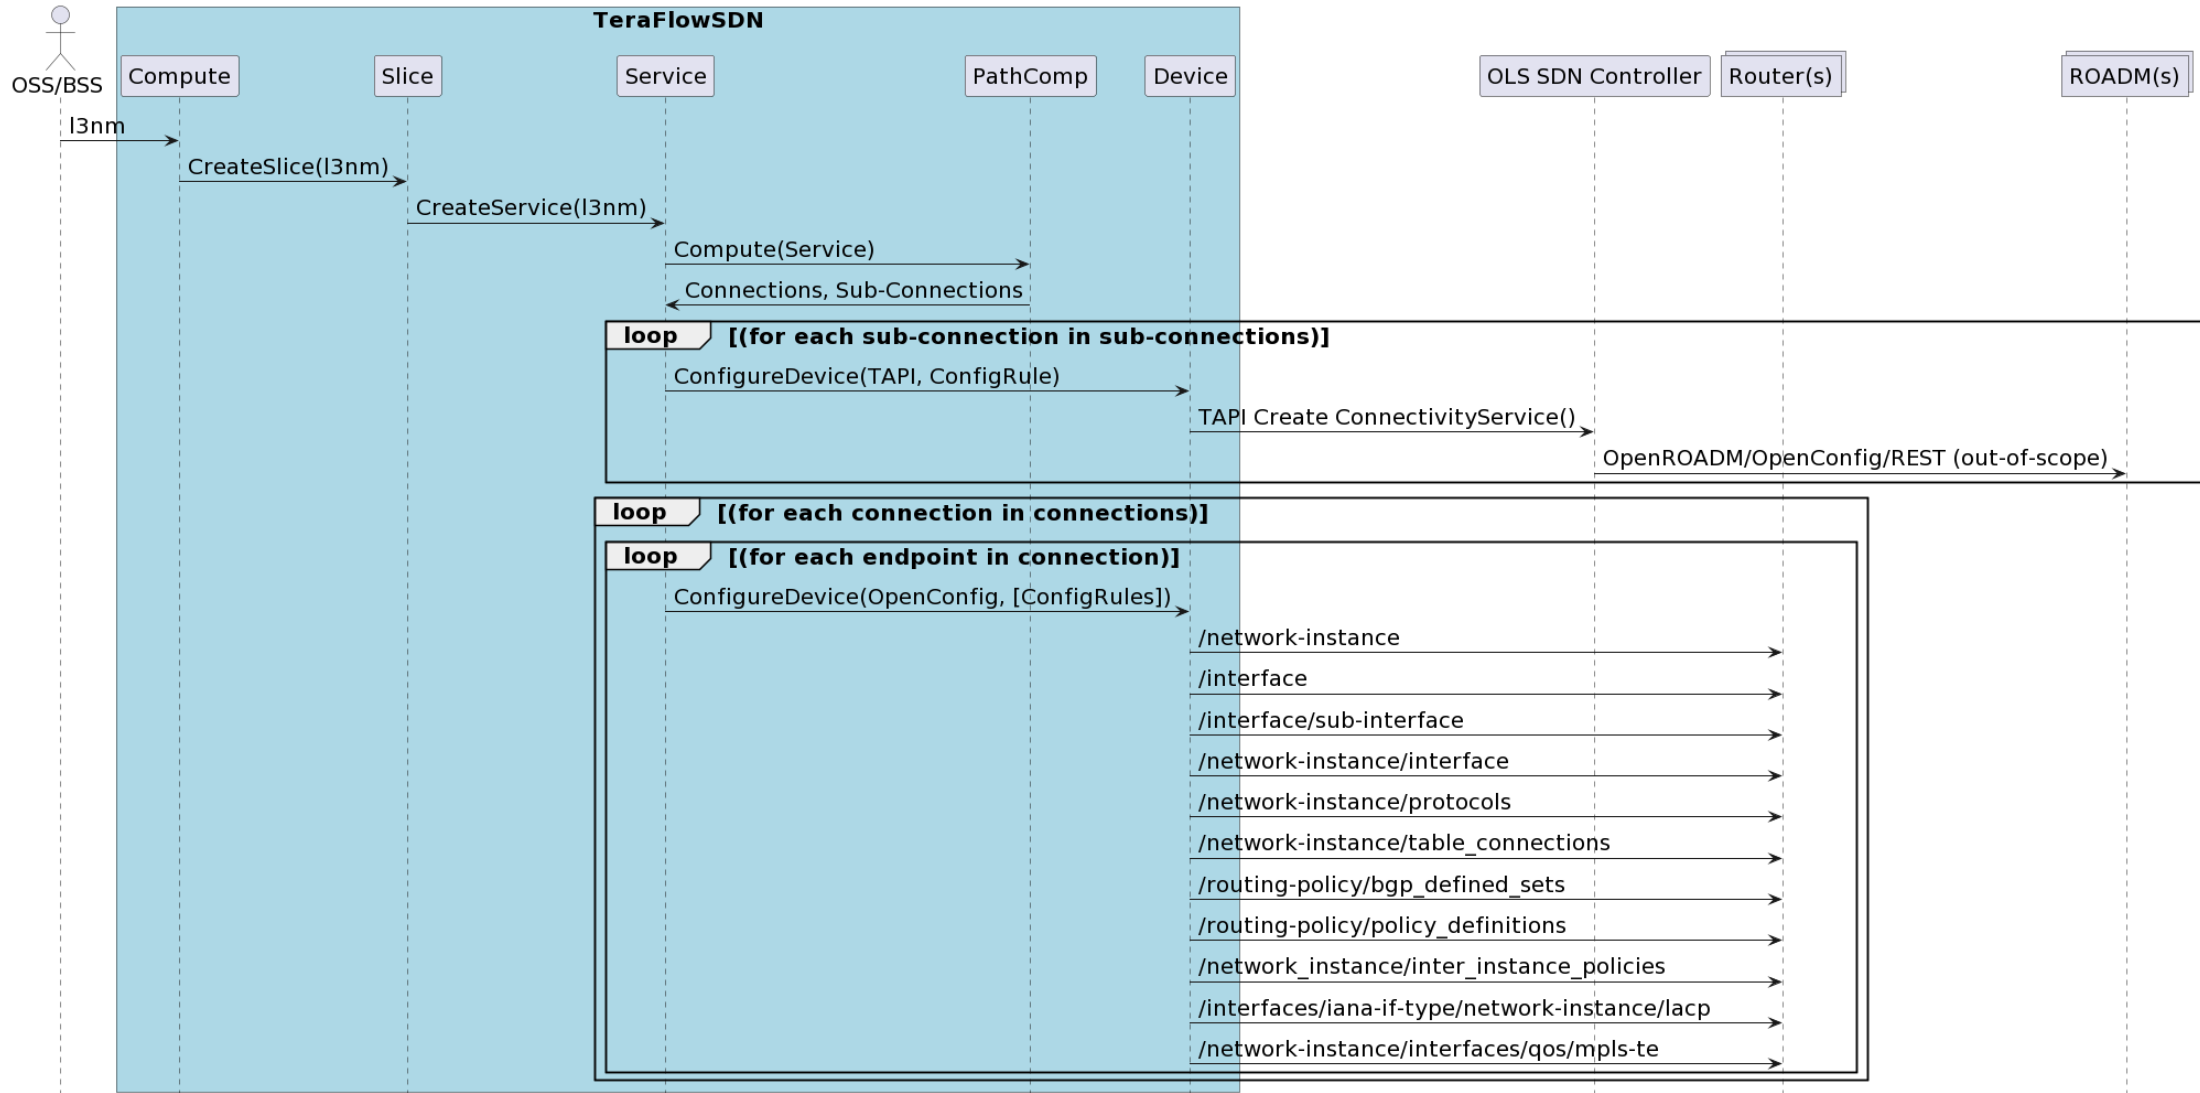 TeraFlowSDN
OSS/BSS
Compute
Slice
Service
PathComp
Device
OLS SDN Controller
Router(s)
ROADM(s)
l3nm
CreateSlice(l3nm)
CreateService(l3nm)
Compute(Service)
Connections, Sub-Connections
loop [(for each sub-connection in sub-connections)]
ConfigureDevice(TAPI, ConfigRule)
TAPI Create ConnectivityService()
OpenROADM/OpenConfig/REST (out-of-scope)
loop [(for each connection in connections)]
loop [(for each endpoint in connection)]
ConfigureDevice(OpenConfig, [ConfigRules])
/network-instance
/interface
/interface/sub-interface
/network-instance/interface
/network-instance/protocols
/network-instance/table_connections
/routing-policy/bgp_defined_sets
/routing-policy/policy_definitions
/network_instance/inter_instance_policies
/interfaces/iana-if-type/network-instance/lacp
/network-instance/interfaces/qos/mpls-te